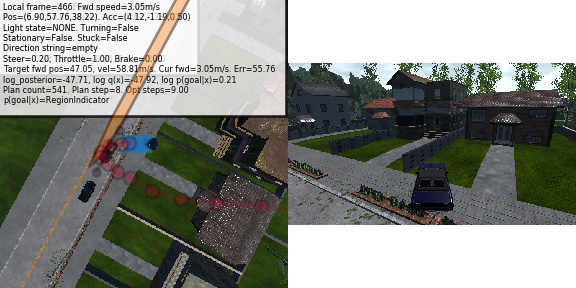 Local frame=466. Fwd speed=3.05m/s
Pos=(6.90,57.76,38.22). Acc=(4.12,-1.19,0.50)
Light state=NONE. Turning=False
Stationary=False. Stuck=False
Direction string=empty
Steer=0.20, Throttle=1.00, Brake=0.00
Target fwd pos=47.05, vel=58.81m/s. Cur fwd=3.05m/s. Err=55.76
log_posterior=-47.71, log q(x)=-47.92, log p(goal|x)=0.21
Plan count=541. Plan step=8. Opt steps=9.00
p(goal|x)=RegionIndicator